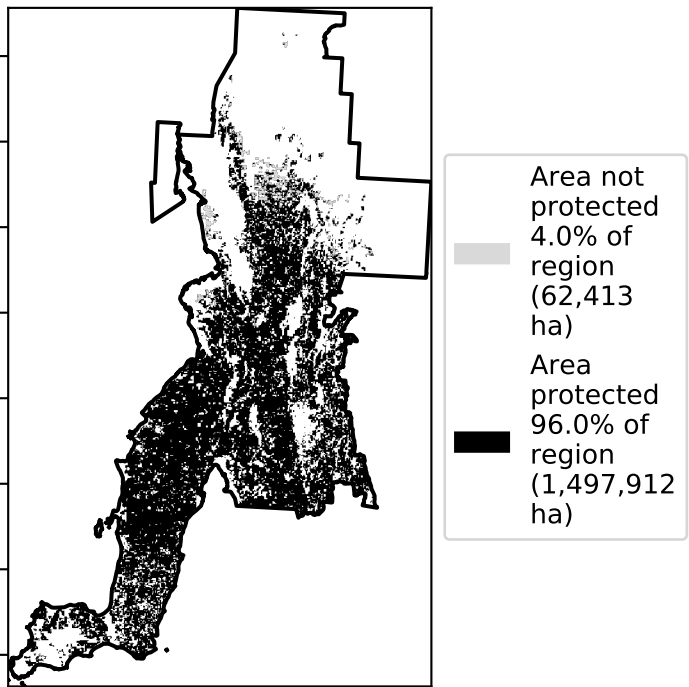 Area not
protected
4.0% of
region
(62,413
ha)
Area
protected
96.0% of
region
(1,497,912
ha)